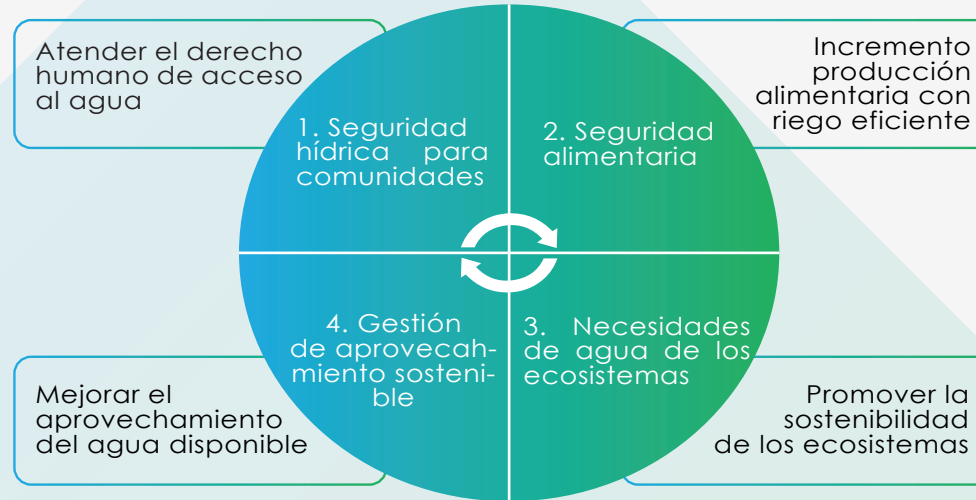 Atender el derecho
humano de acceso
al agua
1. Seguridad
hídrica para
comunidades
2. Seguridad
alimentaria
Incremento
producción
alimentaria con
riego eficiente
4. Gestión
de aprovecah-
miento sosteni-
ble
3. Necesidades
de agua de los
ecosistemas
Mejorar el
aprovechamiento
del agua disponible
Promover la
sostenibilidad
de los ecosistemas